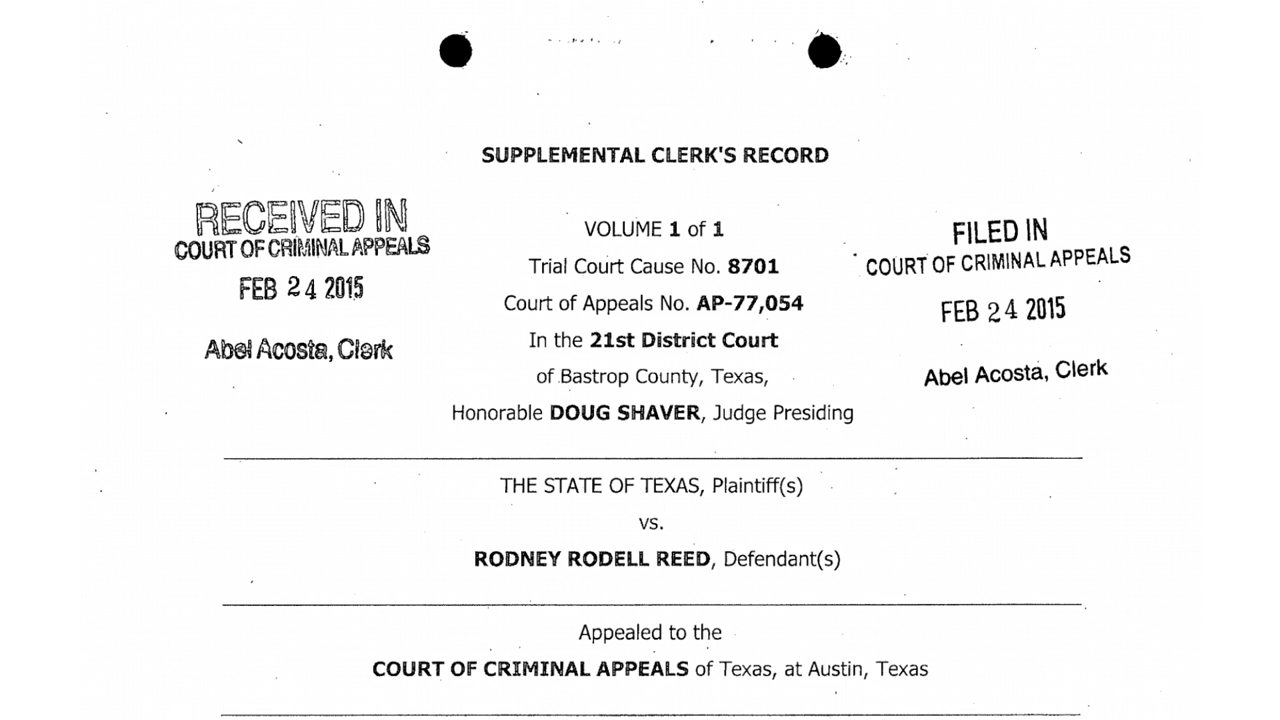 SUPPLEMENTAL CLERK'S RECORD
RECEIVED IN
COURT OF CRIMINAL APPEALS
FEB 24 2015
Abel Acosta, Clerk
VOLUME 1 of 1
Trial Court Cause No. 8701
Court of Appeals No. AP-77,054
In the 21st District Court
of Bastrop County, Texas,
Honorable DOUG SHAVER, Judge Presiding
FILED IN
COURT OF CRIMINAL APPEALS
FEB 24 2015
Abel Acosta, Clerk
THE STATE OF TEXAS, Plaintiff(s)
vs.
RODNEY RODELL REED, Defendant(s)
Appealed to the
COURT OF CRIMINAL APPEALS of Texas, at Austin, Texas